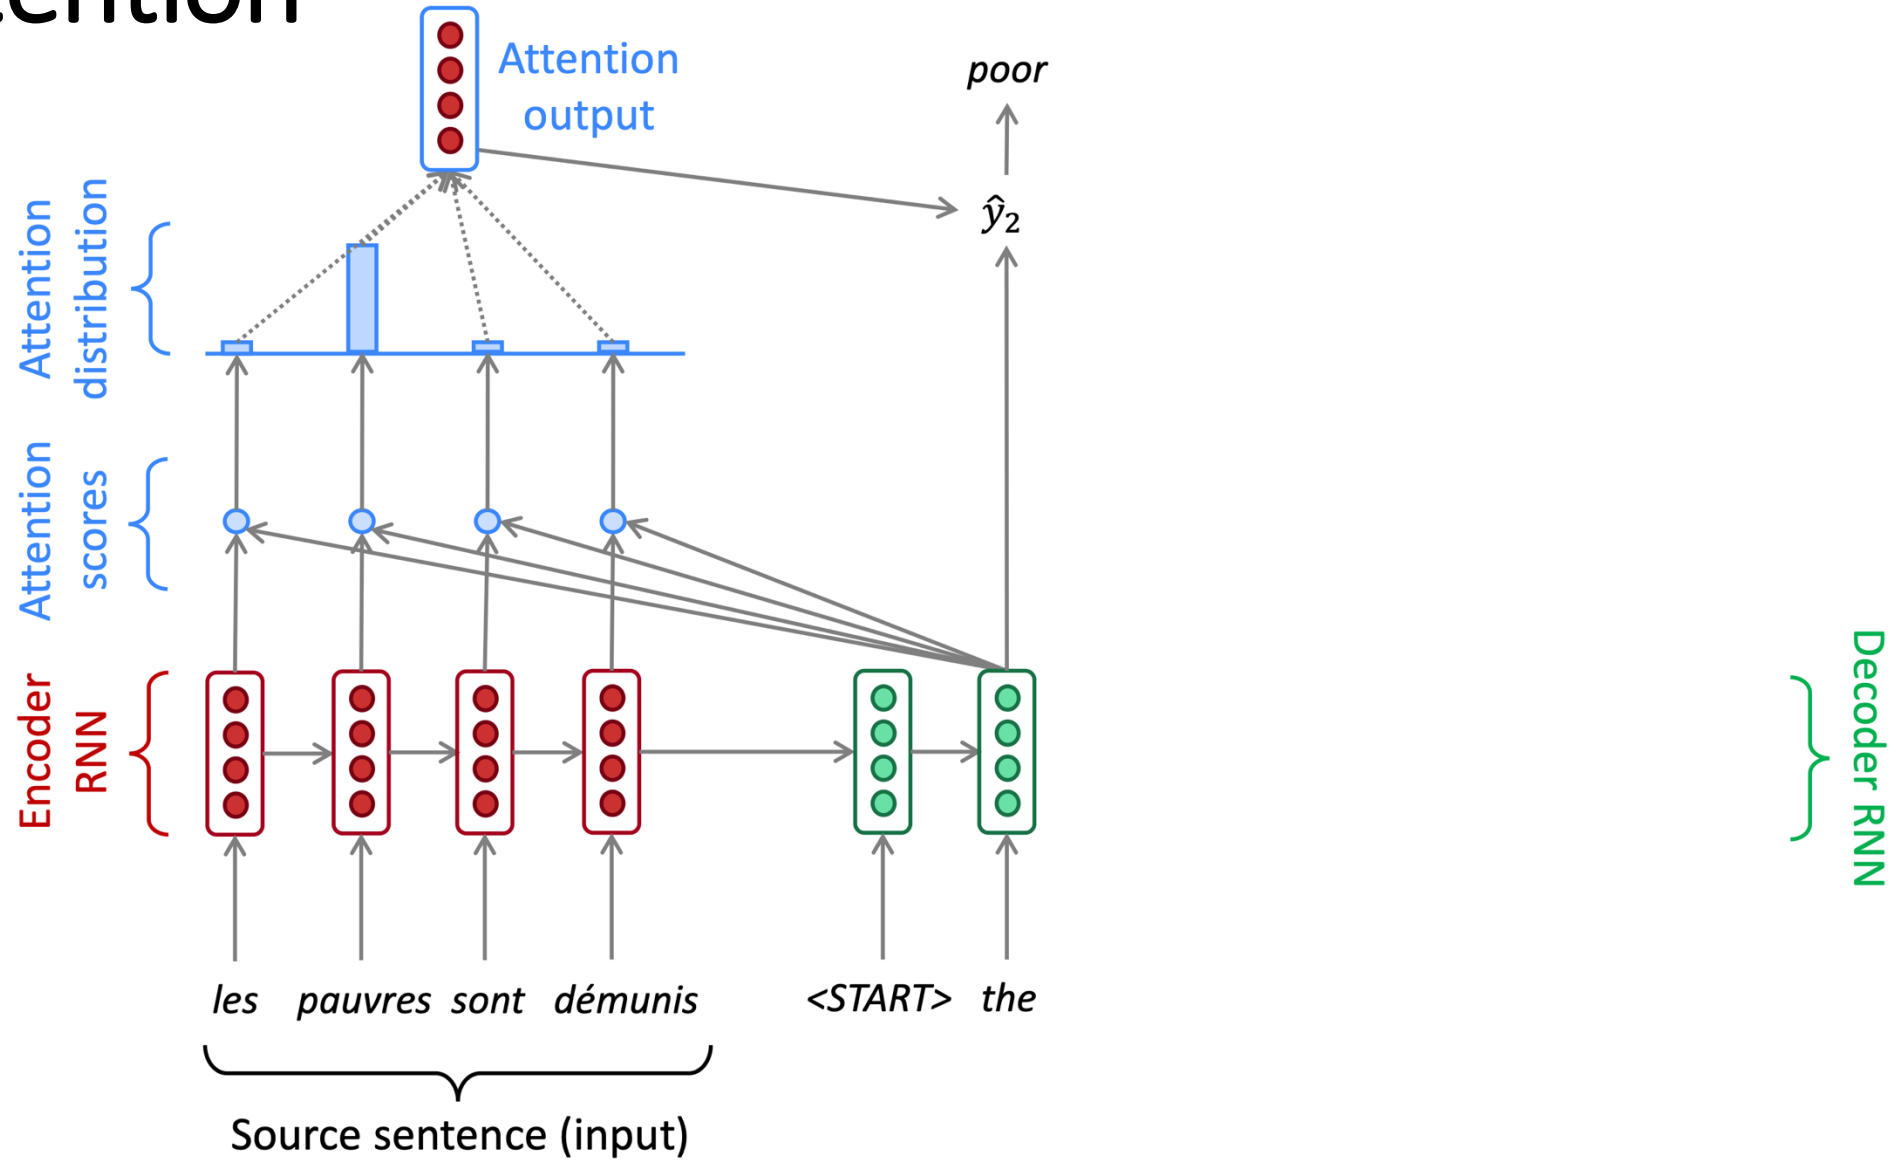 Attention
output
poor
ŷ₂
Attention
distribution
Attention
scores
Encoder
RNN
Decoder RNN
les pauvres sont démunis <START> the
Source sentence (input)